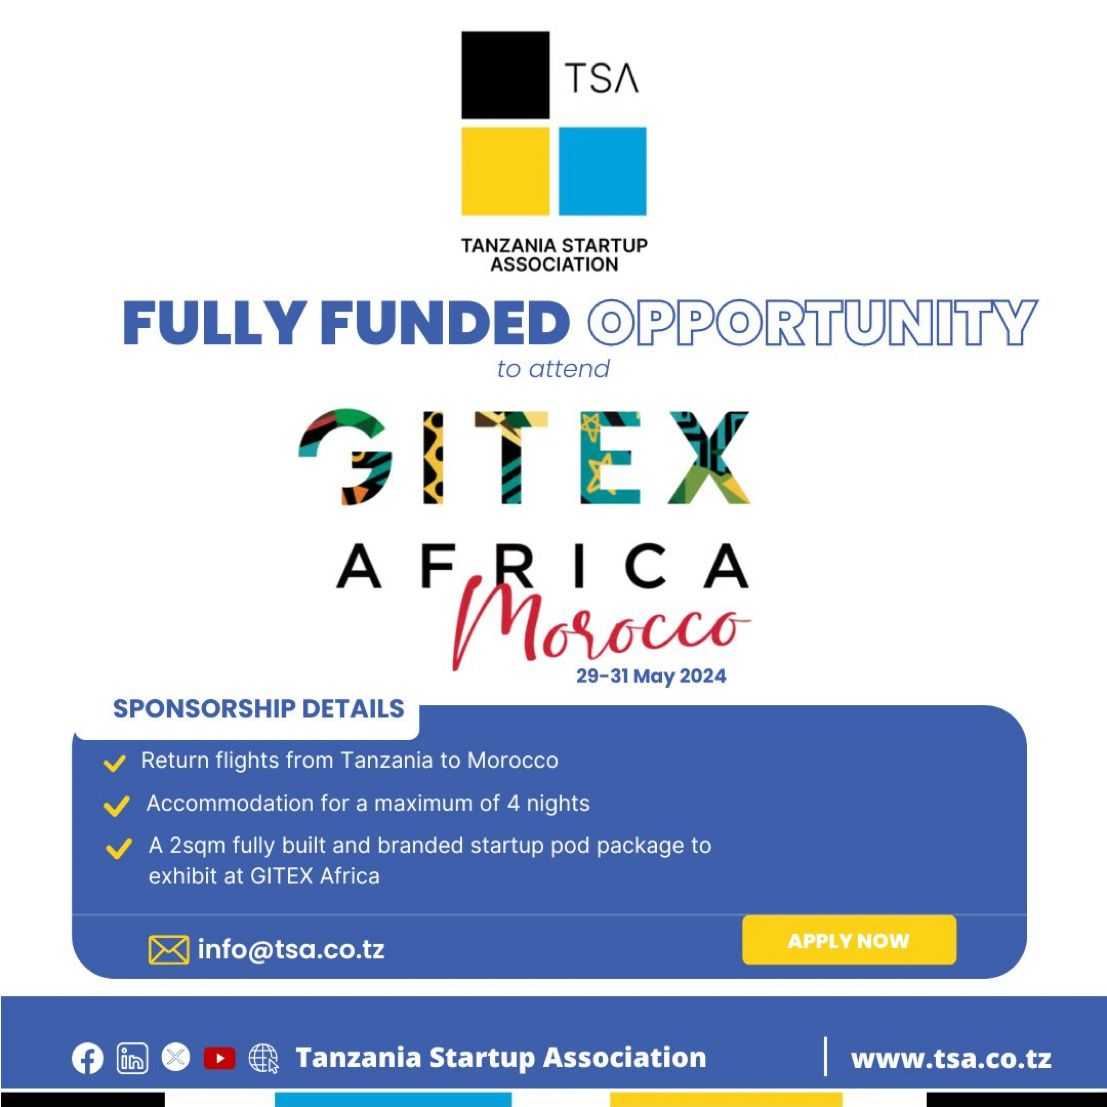 TSA
TANZANIA STARTUP
ASSOCIATION
FULLY FUNDED OPPORTUNITY
to attend
GITEX
AFRICA
Morocco
29-31 May 2024
SPONSORSHIP DETAILS
Return flights from Tanzania to Morocco
Accommodation for a maximum of 4 nights
A 2sqm fully built and branded startup pod package to
exhibit at GITEX Africa
info@tsa.co.tz
APPLY NOW
in
Tanzania Startup Association
www.tsa.co.tz